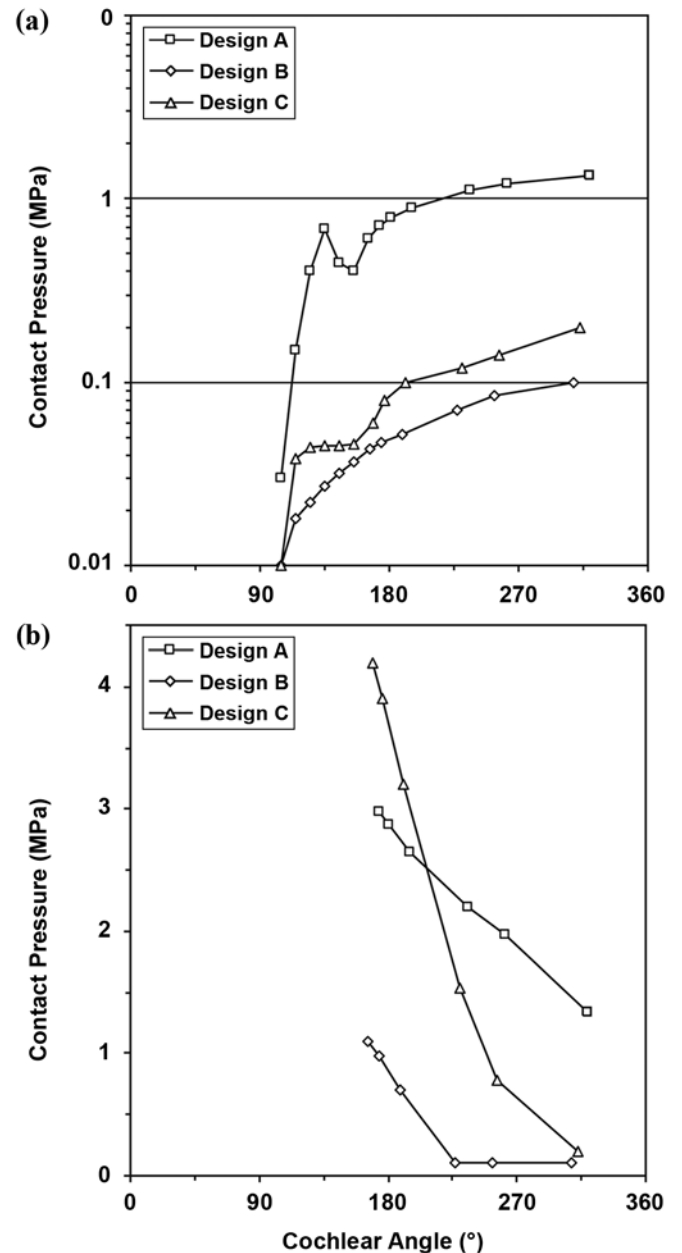 (a)
0
Design A
Design B
Design C
1
0.1
0.01
Contact Pressure (MPa)
0 90 180 270 360
(b)
Design A
Design B
Design C
4
3
2
1
0
Contact Pressure (MPa)
0 90 180 270 360
Cochlear Angle (°)